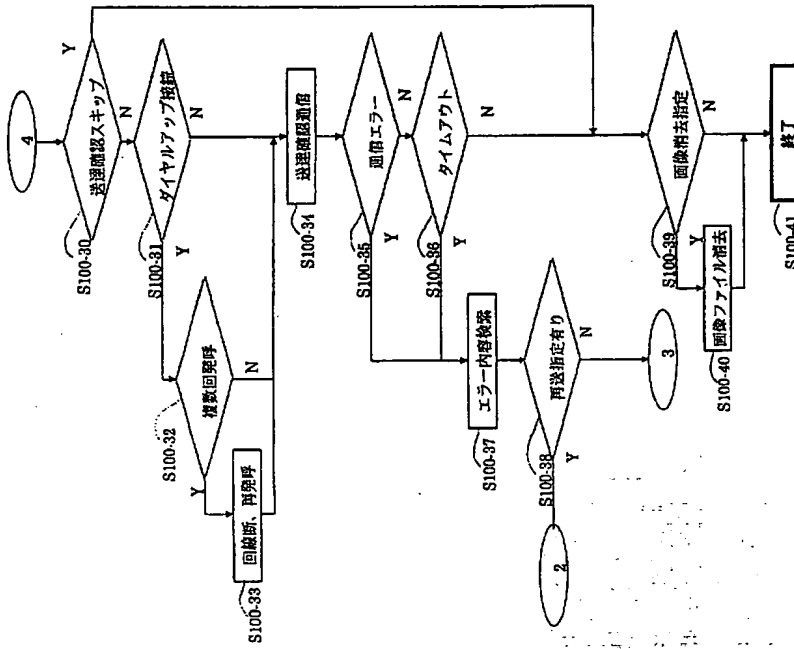 4
送達確認スキップ
Y
N
S100-30
ダイヤルアップ接続
Y
N
S100-31
複数回発呼
Y
N
S100-32
回線断、再発呼
S100-33
送達確認通信
S100-34
通信エラー
Y
N
S100-35
タイムアウト
Y
N
S100-36
エラー内容検索
S100-37
再送指定有り
Y
N
S100-38
2
3
画像消去指定
Y
N
S100-39
画像ファイル消去
S100-40
終了
S100-41